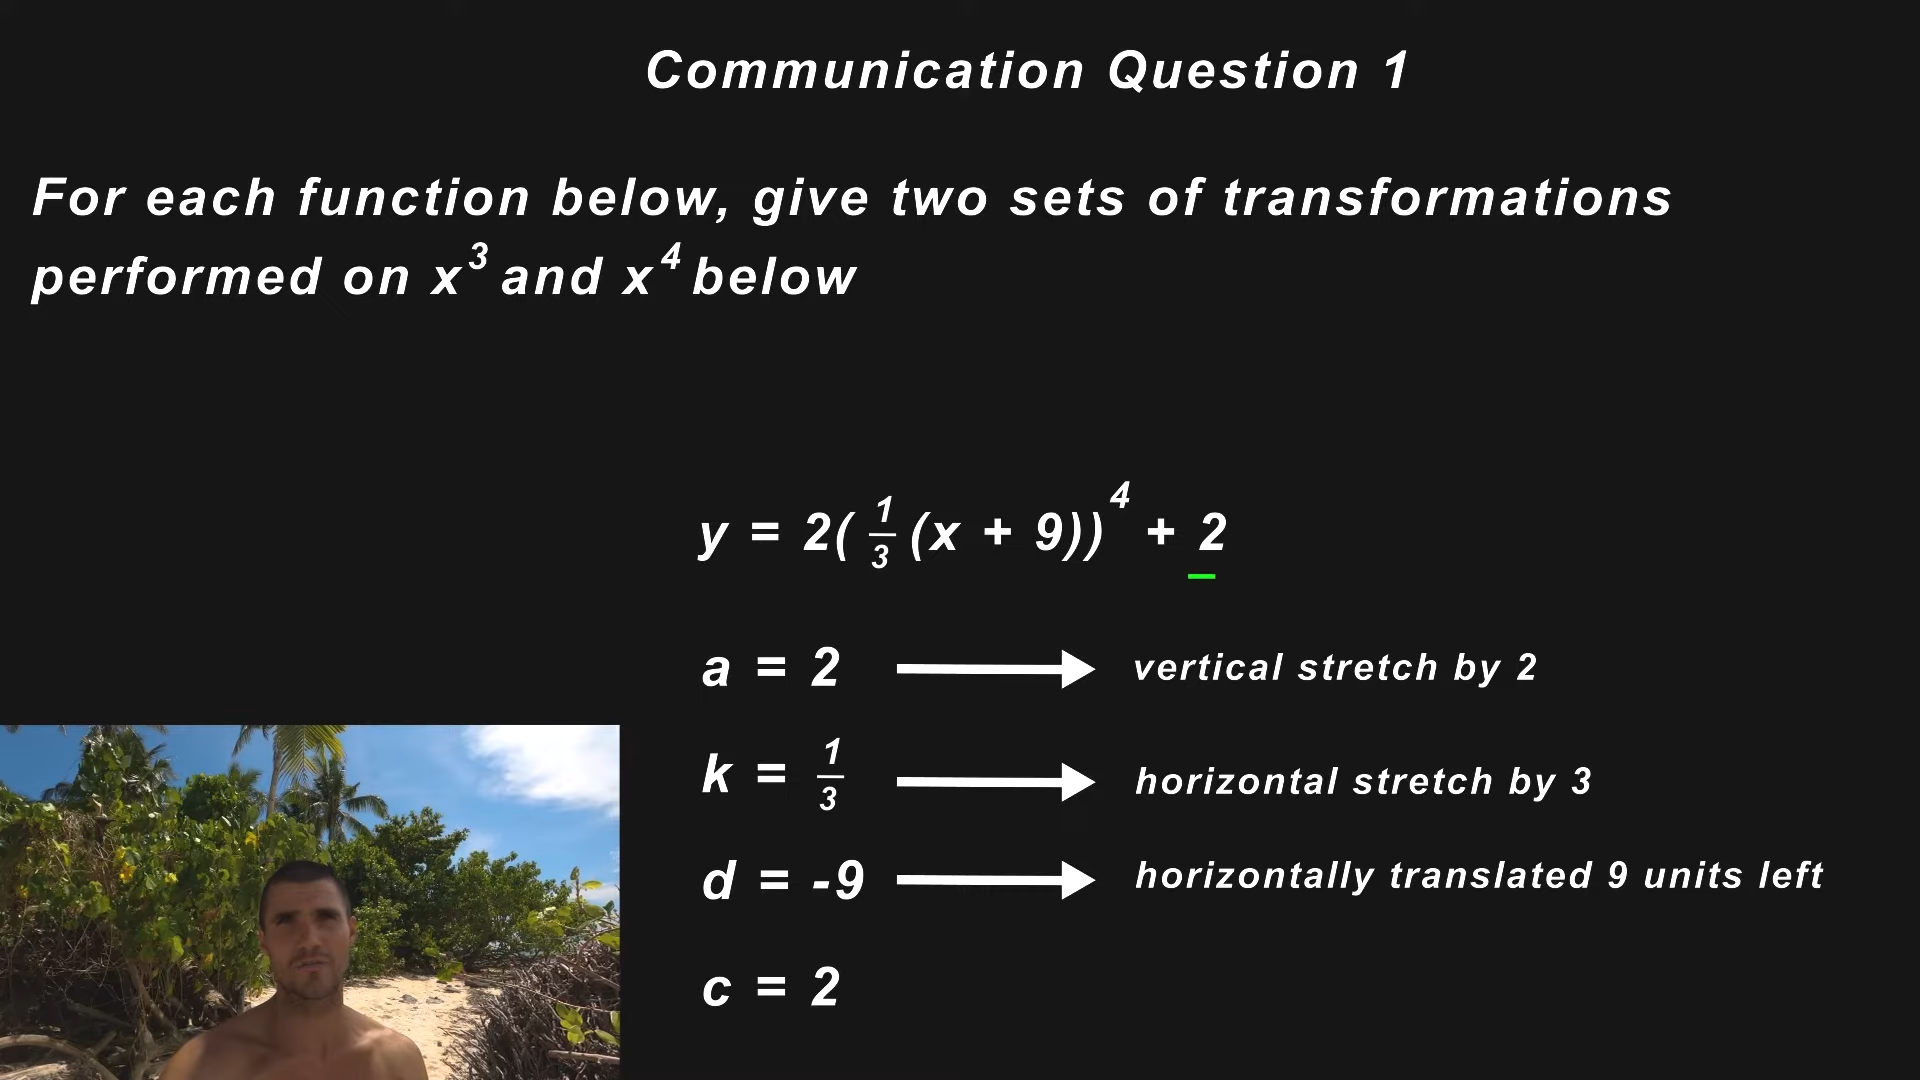 Communication Question 1
For each function below, give two sets of transformations
performed on x³ and x⁴ below
y = 2(1/3(x + 9))⁴ + 2
a = 2 → vertical stretch by 2
k = 1/3 → horizontal stretch by 3
d = -9 → horizontally translated 9 units left
c = 2